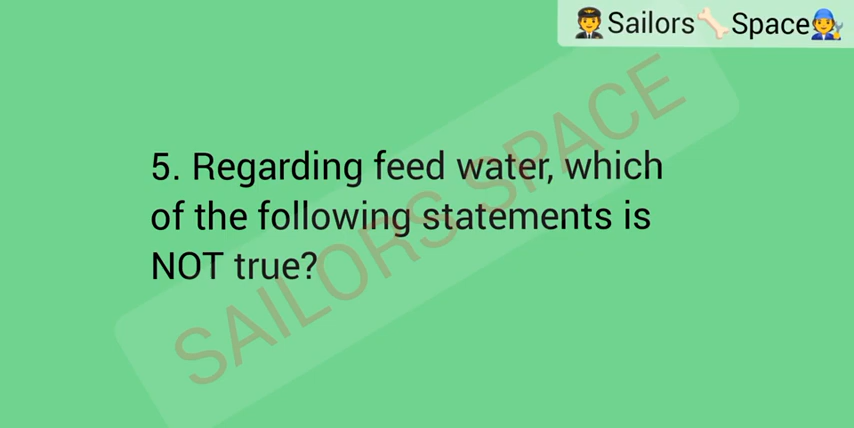 🧑‍✈️Sailors🦴Space🧑‍🔧
5. Regarding feed water, which
of the following statements is
NOT true?
SAILORS SPACE